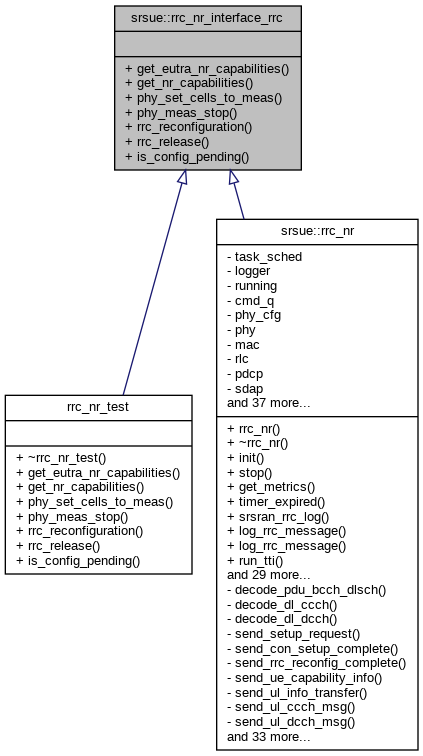 srsue::rrc_nr_interface_rrc
+ get_eutra_nr_capabilities()
+ get_nr_capabilities()
+ phy_set_cells_to_meas()
+ phy_meas_stop()
+ rrc_reconfiguration()
+ rrc_release()
+ is_config_pending()
srsue::rrc_nr
- task_sched
- logger
- running
- cmd_q
- phy_cfg
- phy
- mac
- rlc
- pdcp
- sdap
and 37 more...
+ rrc_nr()
+ ~rrc_nr()
+ init()
+ stop()
+ get_metrics()
+ timer_expired()
+ srsran_rrc_log()
+ log_rrc_message()
+ log_rrc_message()
+ run_tti()
and 29 more...
- decode_pdu_bcch_dlsch()
- decode_dl_ccch()
- decode_dl_dcch()
- send_setup_request()
- send_con_setup_complete()
- send_rrc_reconfig_complete()
- send_ue_capability_info()
- send_ul_info_transfer()
- send_ul_ccch_msg()
- send_ul_dcch_msg()
and 33 more...
rrc_nr_test
+ ~rrc_nr_test()
+ get_eutra_nr_capabilities()
+ get_nr_capabilities()
+ phy_set_cells_to_meas()
+ phy_meas_stop()
+ rrc_reconfiguration()
+ rrc_release()
+ is_config_pending()